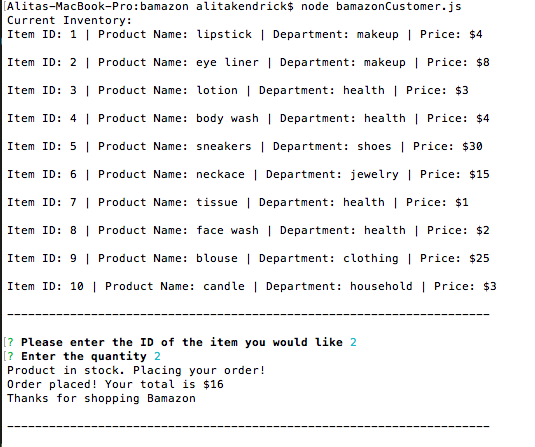 [Alitas-MacBook-Pro:bamazon alitakendrick$ node bamazonCustomer.js
Current Inventory:
Item ID: 1 | Product Name: lipstick | Department: makeup | Price: $4
Item ID: 2 | Product Name: eye liner | Department: makeup | Price: $8
Item ID: 3 | Product Name: lotion | Department: health | Price: $3
Item ID: 4 | Product Name: body wash | Department: health | Price: $4
Item ID: 5 | Product Name: sneakers | Department: shoes | Price: $30
Item ID: 6 | Product Name: neckace | Department: jewelry | Price: $15
Item ID: 7 | Product Name: tissue | Department: health | Price: $1
Item ID: 8 | Product Name: face wash | Department: health | Price: $2
Item ID: 9 | Product Name: blouse | Department: clothing | Price: $25
Item ID: 10 | Product Name: candle | Department: household | Price: $3
---------------------------------------------------------------------
[? Please enter the ID of the item you would like 2
[? Enter the quantity 2
Product in stock. Placing your order!
Order placed! Your total is $16
Thanks for shopping Bamazon
---------------------------------------------------------------------